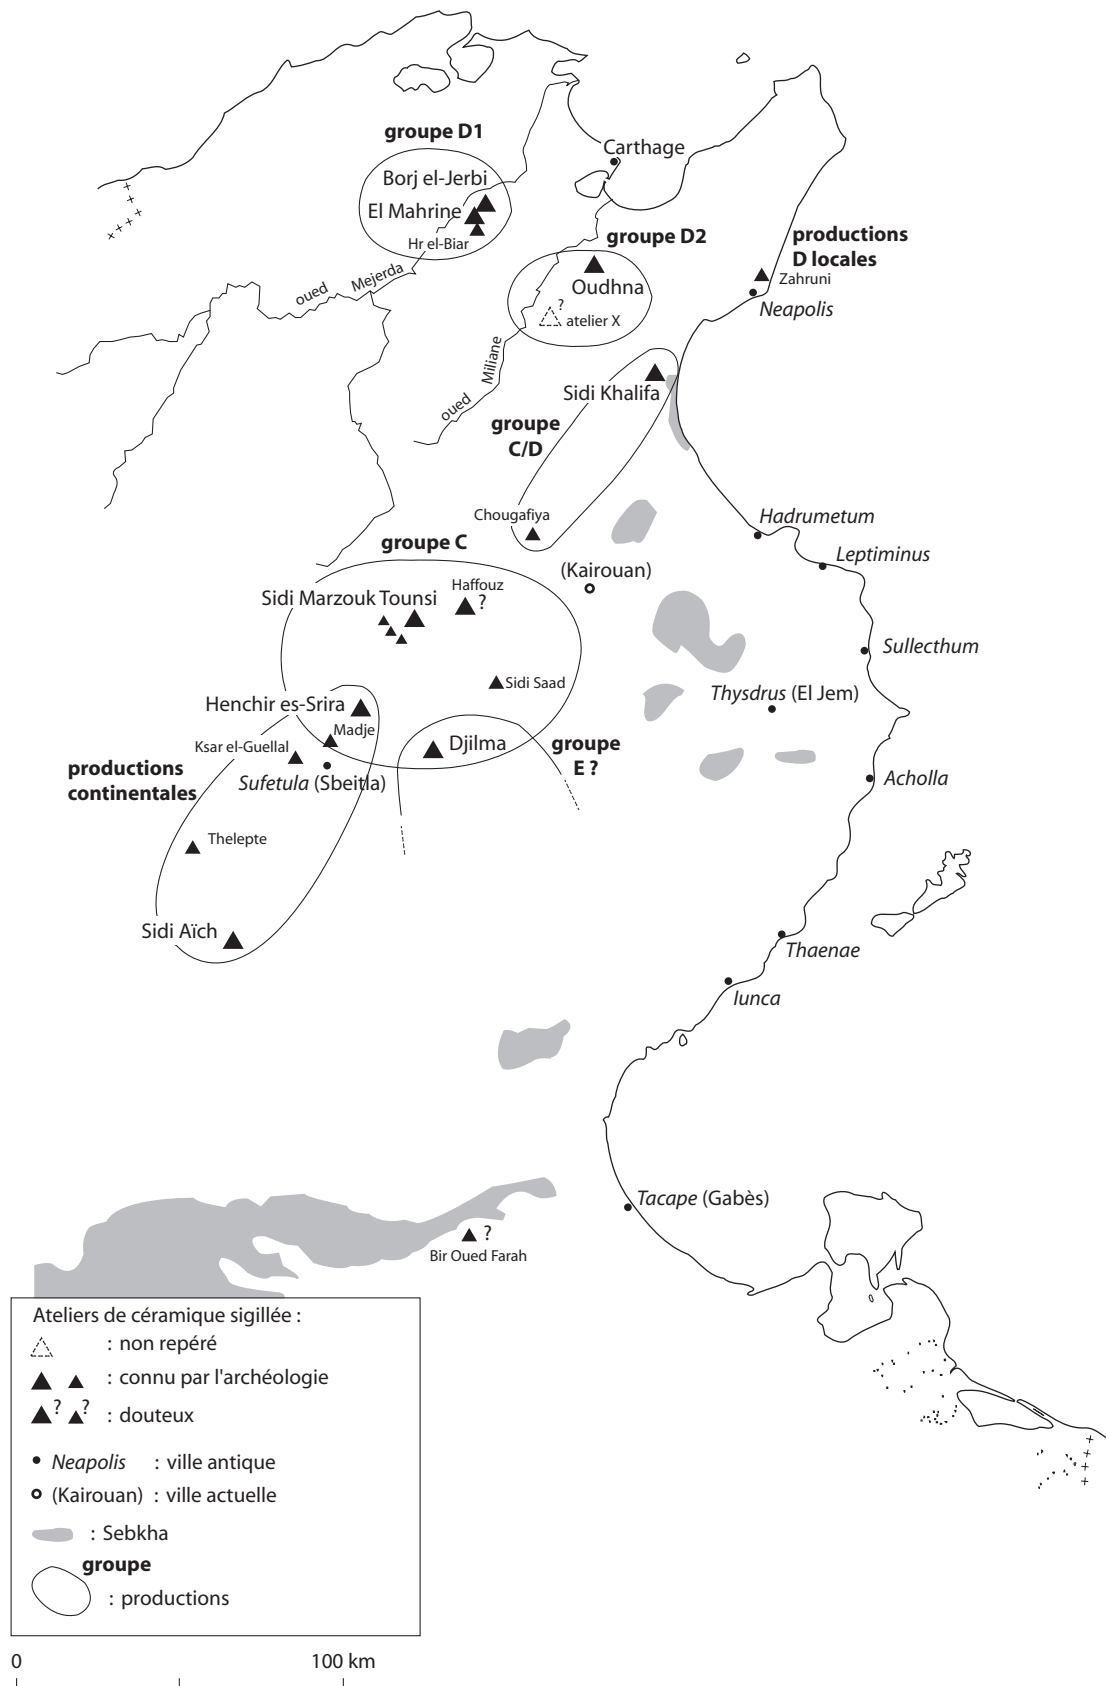 groupe D1
Carthage
Borj el-Jerbi
El Mahrine
Hr el-Biar
groupe D2
productions
D locales
Zahruni
oued Mejerda
Oudhna
?
atelier X
Neapolis
oued Miliane
Sidi Khalifa
groupe
C/D
Chougafiya
Hadrumetum
groupe C
Leptiminus
(Kairouan)
Haffouz
?
Sidi Marzouk Tounsi
Sullecthum
Sidi Saad
Thysdrus (El Jem)
Henchir es-Srira
Madje
Ksar el-Guellal
Djilma
groupe
E ?
productions
continentales
Sufetula (Sbeitla)
Acholla
Thelepte
Sidi Aïch
Thaenae
Iunca
Tacape (Gabès)
?
Bir Oued Farah
Ateliers de céramique sigillée :
: non repéré
: connu par l'archéologie
? ? : douteux
Neapolis : ville antique
(Kairouan) : ville actuelle
: Sebkha
groupe
: productions
0 100 km